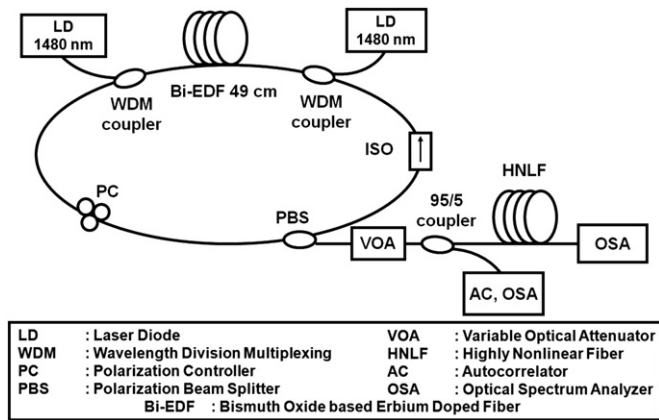 LD
1480 nm
LD
1480 nm
Bi-EDF 49 cm
WDM
coupler
WDM
coupler
ISO
HNLF
PC
95/5
coupler
PBS
VOA
OSA
AC, OSA
LD : Laser Diode
WDM : Wavelength Division Multiplexing
PC : Polarization Controller
PBS : Polarization Beam Splitter
VOA : Variable Optical Attenuator
HNLF : Highly Nonlinear Fiber
AC : Autocorrelator
OSA : Optical Spectrum Analyzer
Bi-EDF : Bismuth Oxide based Erbium Doped Fiber